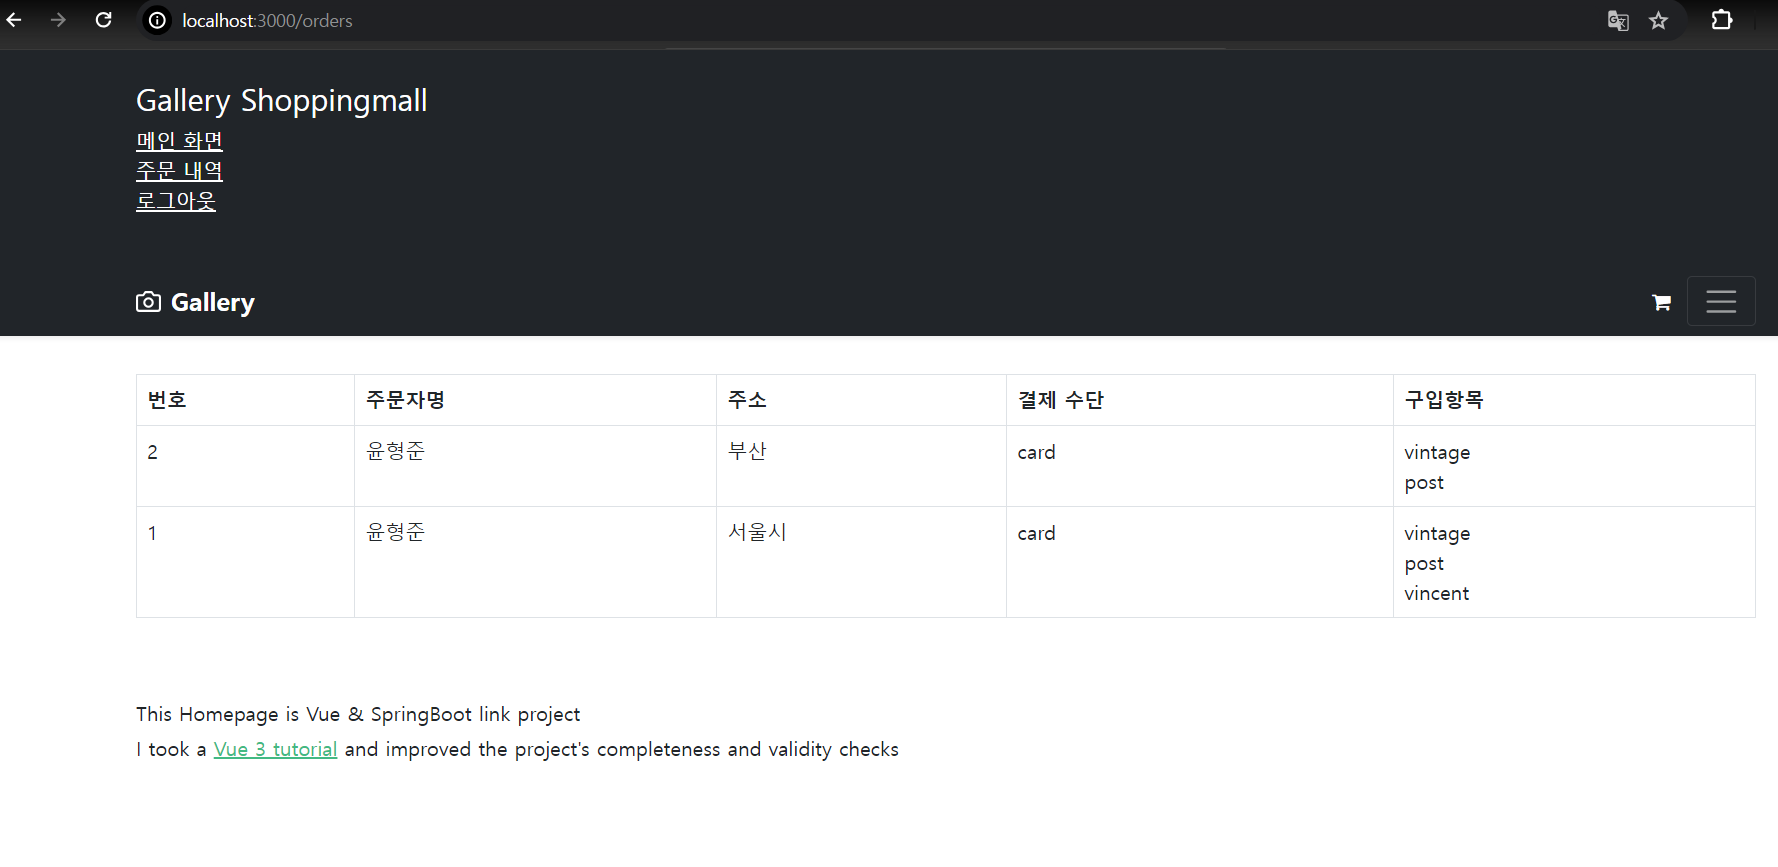 localhost:3000/orders
Gallery Shoppingmall
메인 화면
주문 내역
로그아웃
Gallery
번호 주문자명 주소 결제 수단 구입항목
2 윤형준 부산 card vintage
post
1 윤형준 서울시 card vintage
post
vincent
This Homepage is Vue & SpringBoot link project
I took a Vue 3 tutorial and improved the project's completeness and validity checks